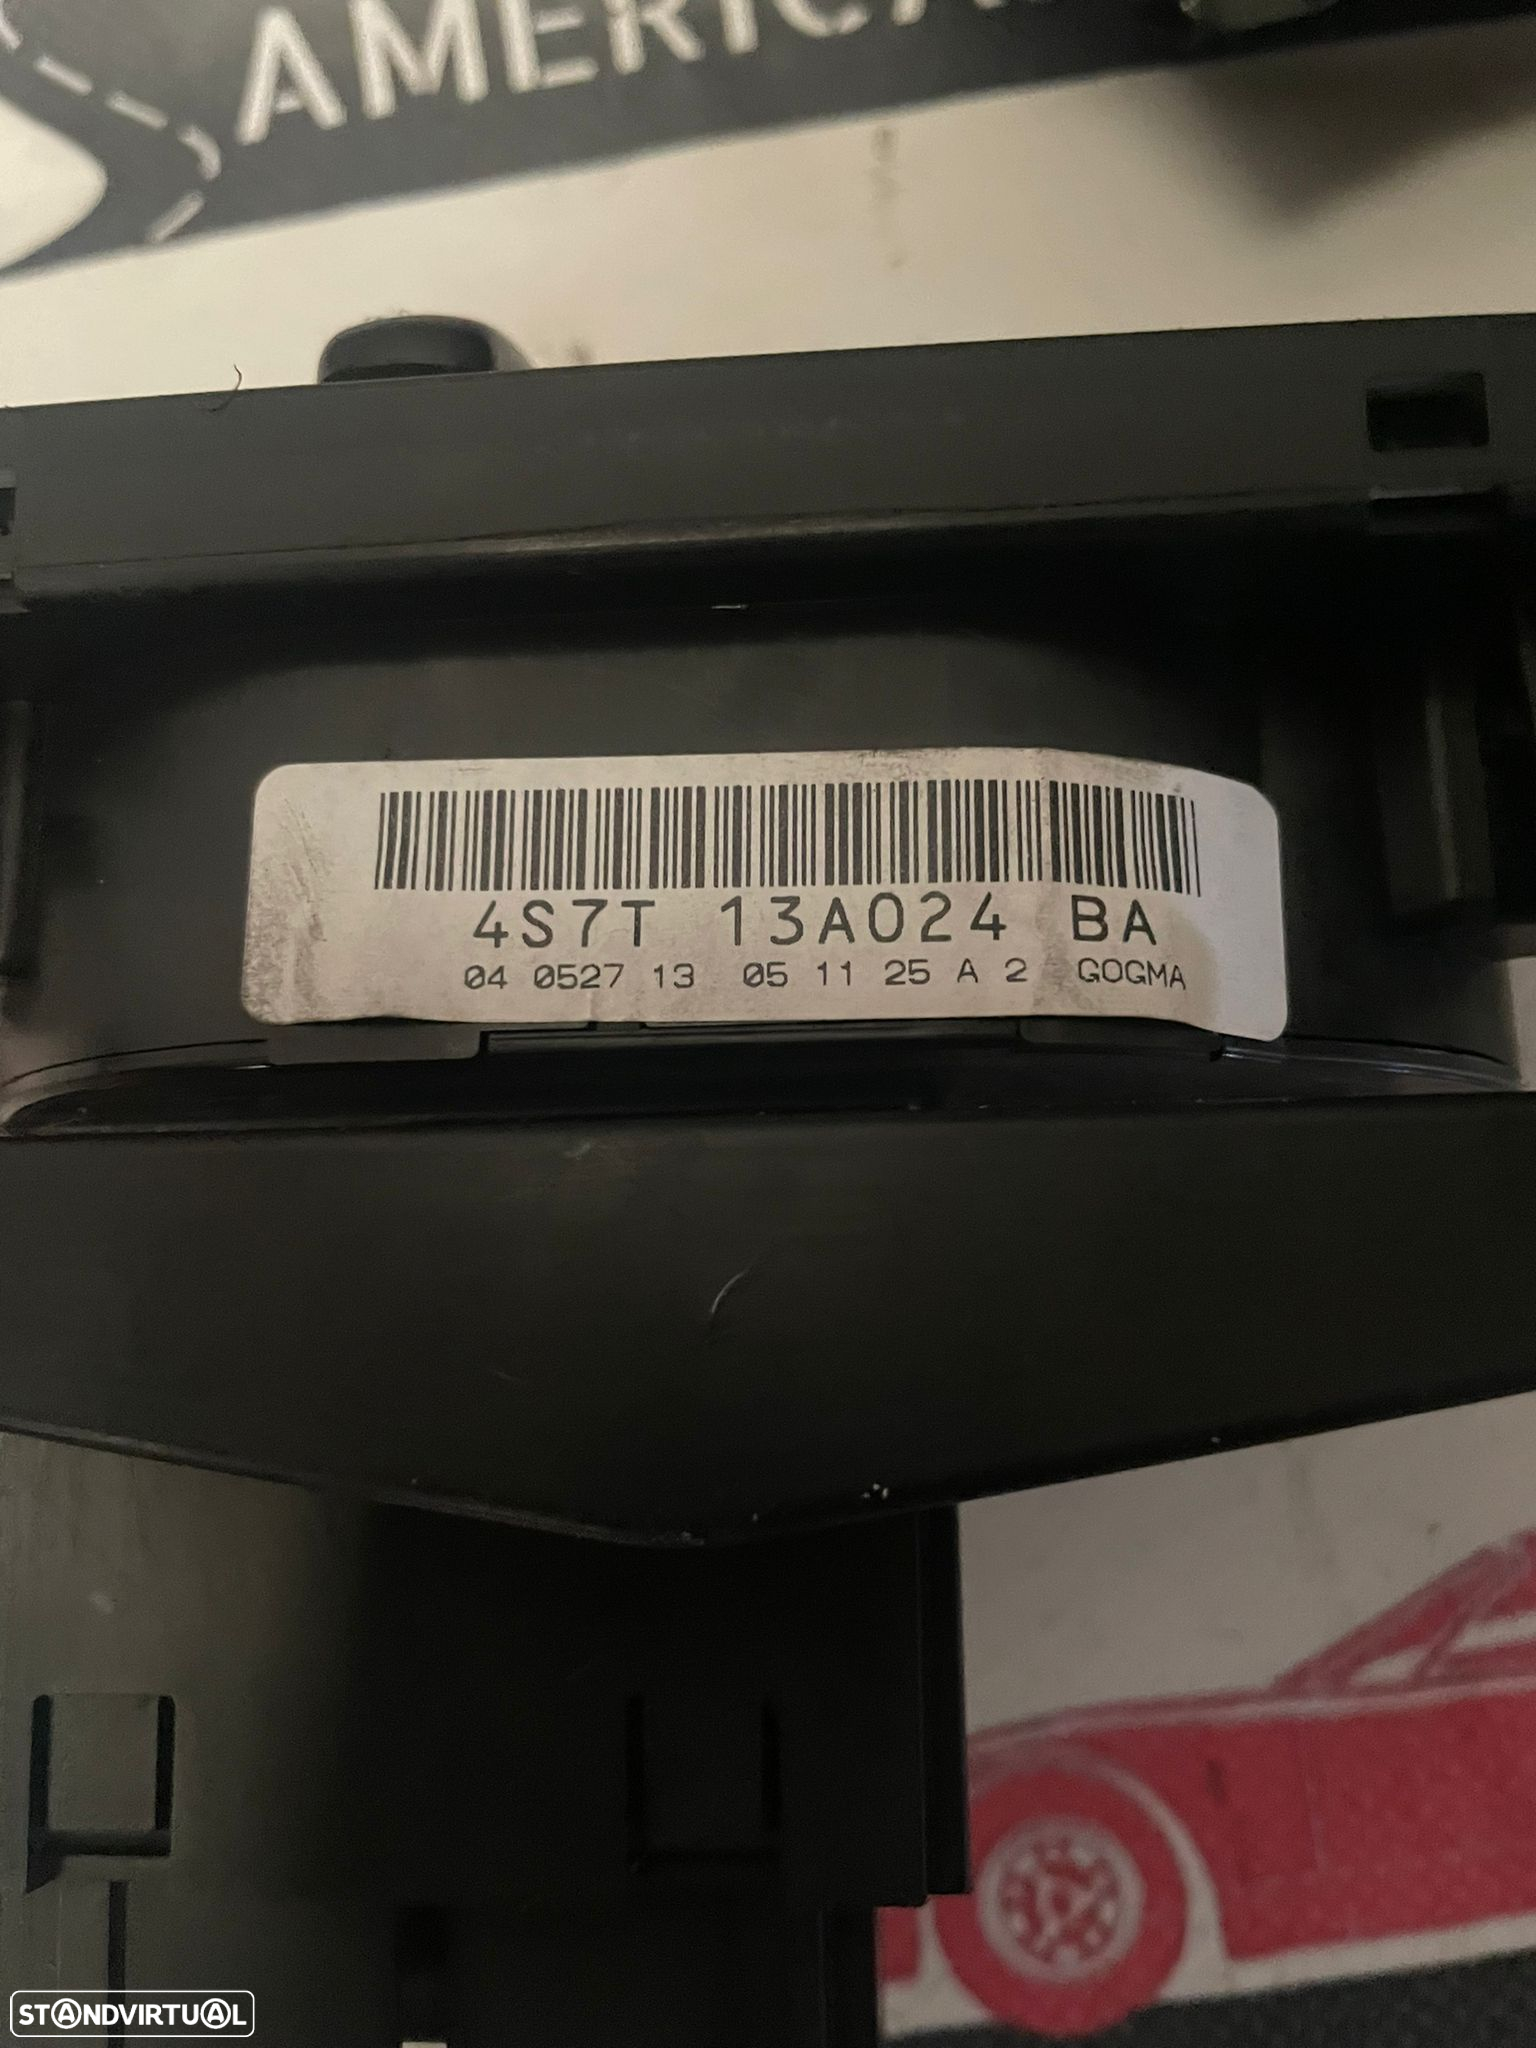 AMERICA
4S7T 13A024 BA
04 0527 13 05 11 25 A 2 GOGMA
STANDVIRTUAL